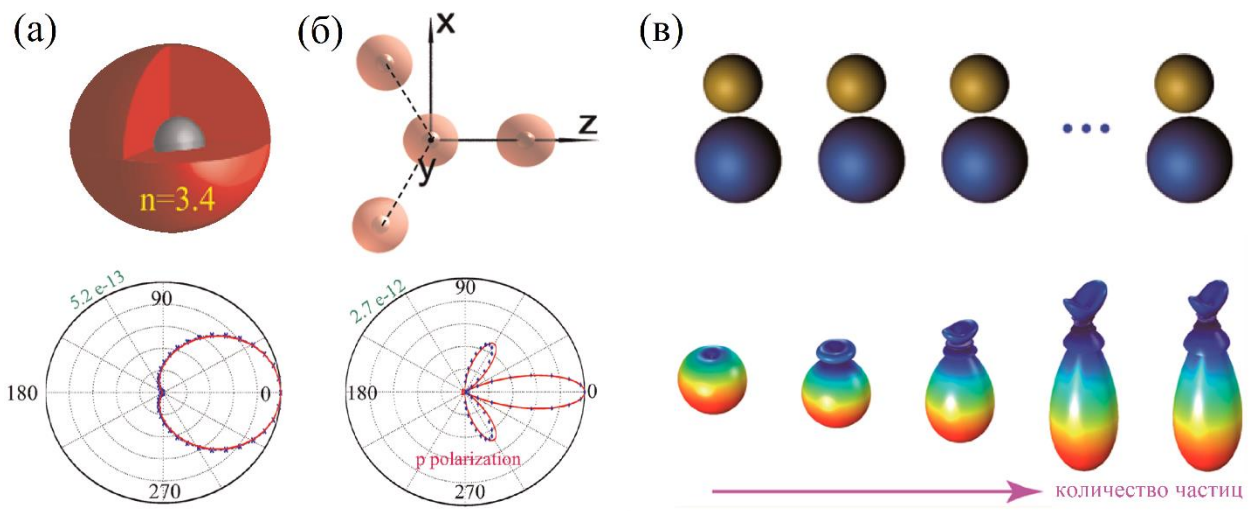 (а)
(б)
(в)
x
z
y
n=3.4
5.2 e-13
90
180
0
270
2.7 e-12
90
180
0
p polarization
270
количество частиц